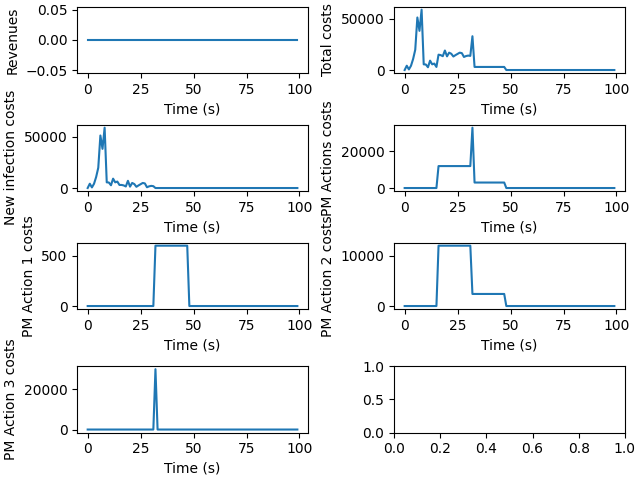 Revenues
0.05
0.00
−0.05
0 25 50 75 100
Time (s)
Total costs
50000
0
0 25 50 75 100
Time (s)
New infection costs
50000
0
0 25 50 75 100
Time (s)
PM Actions costs
20000
0
0 25 50 75 100
Time (s)
PM Action 1 costs
500
0
0 25 50 75 100
Time (s)
PM Action 2 costs
10000
0
0 25 50 75 100
Time (s)
PM Action 3 costs
20000
0
0 25 50 75 100
Time (s)
1.0
0.5
0.0
0.0 0.2 0.4 0.6 0.8 1.0